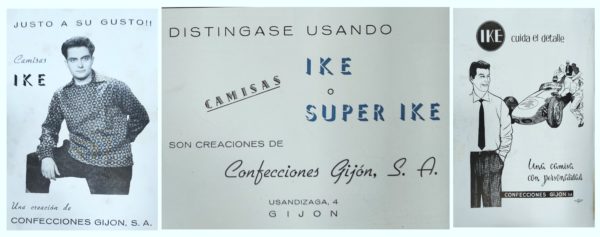 JUSTO A SU GUSTO!!
Camisas
IKE
Una creación de
CONFECCIONES GIJON, S. A.
DISTINGASE USANDO
CAMISAS
IKE
o
SUPER IKE
SON CREACIONES DE
Confecciones Gijón, S. A.
USANDIZAGA, 4
GIJON
IKE cuida el detalle
Una camisa
con personalidad
CONFECCIONES GIJON S.A.